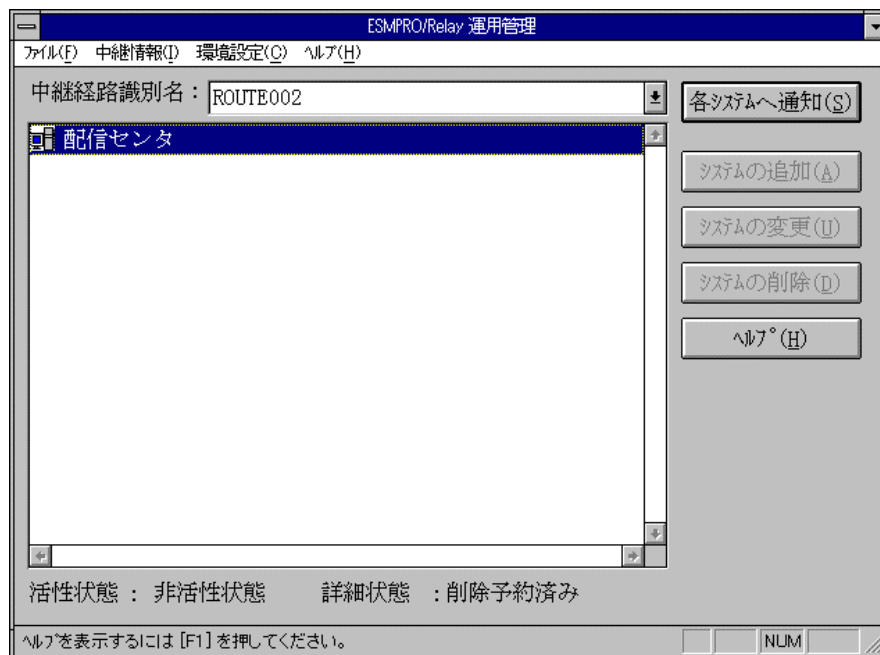 ESMPRO/Relay 運用管理
ﾌｧｲﾙ(F) 中継情報(I) 環境設定(C) ﾍﾙﾌﾟ(H)
中継経路識別名： ROUTE002
各ｼｽﾃﾑへ通知(S)
配信センタ
ｼｽﾃﾑの追加(A)
ｼｽﾃﾑの変更(U)
ｼｽﾃﾑの削除(D)
ﾍﾙﾌﾟ(H)
活性状態 ： 非活性状態 詳細状態 ：削除予約済み
ﾍﾙﾌﾟを表示するには [F1] を押してください。 NUM